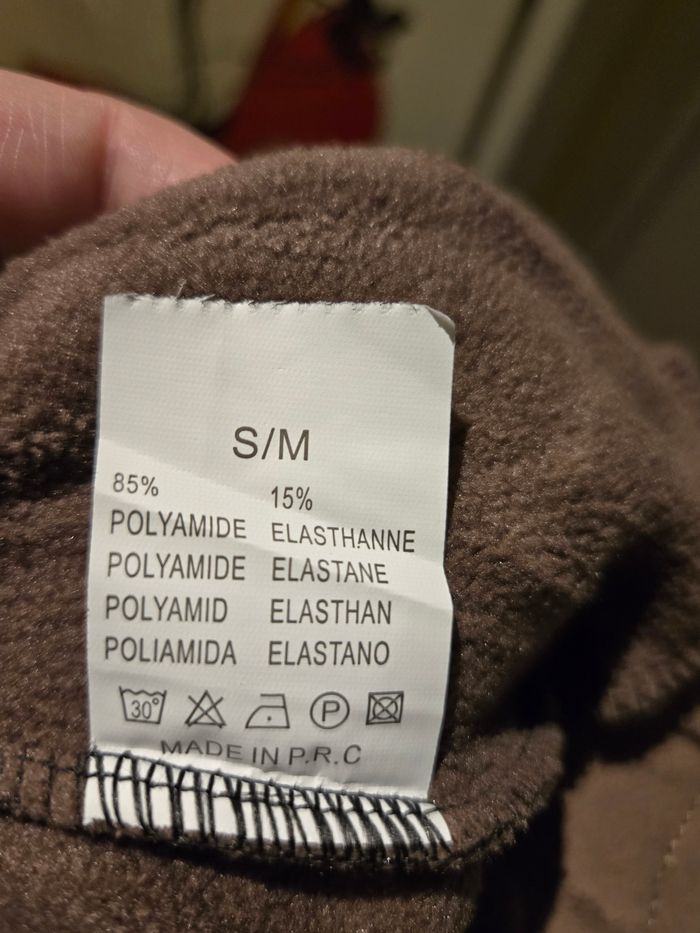 S/M
85% 15%
POLYAMIDE ELASTHANNE
POLYAMIDE ELASTANE
POLYAMID ELASTHAN
POLIAMIDA ELASTANO
30° P
MADE IN P.R.C